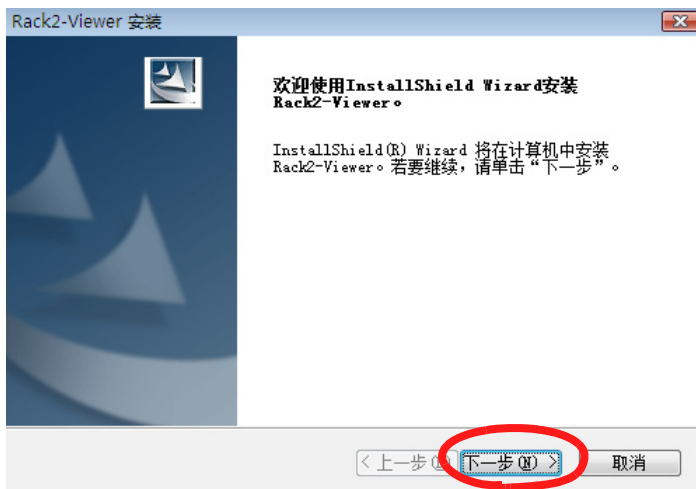 Rack2-Viewer 安装
欢迎使用InstallShield Wizard安装
Rack2-Viewer。
InstallShield(R) Wizard 将在计算机中安装
Rack2-Viewer。若要继续，请单击“下一步”。
< 上一步
下一步(N) >
取消